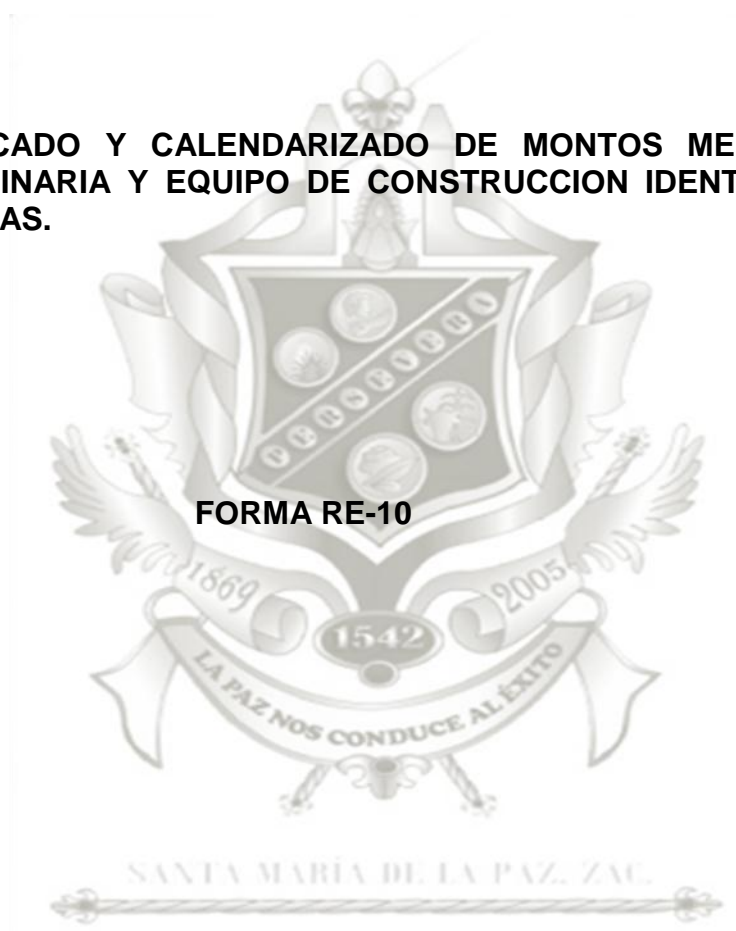 CADO Y CALENDARIZADO DE MONTOS ME
INARIA Y EQUIPO DE CONSTRUCCION IDENT
AS.
PERSEVERA
FORMA RE-10
1869
2005
1542
LA PAZ NOS CONDUCE AL ÉXITO
SANTA MARÍA DE LA PAZ, ZAC.